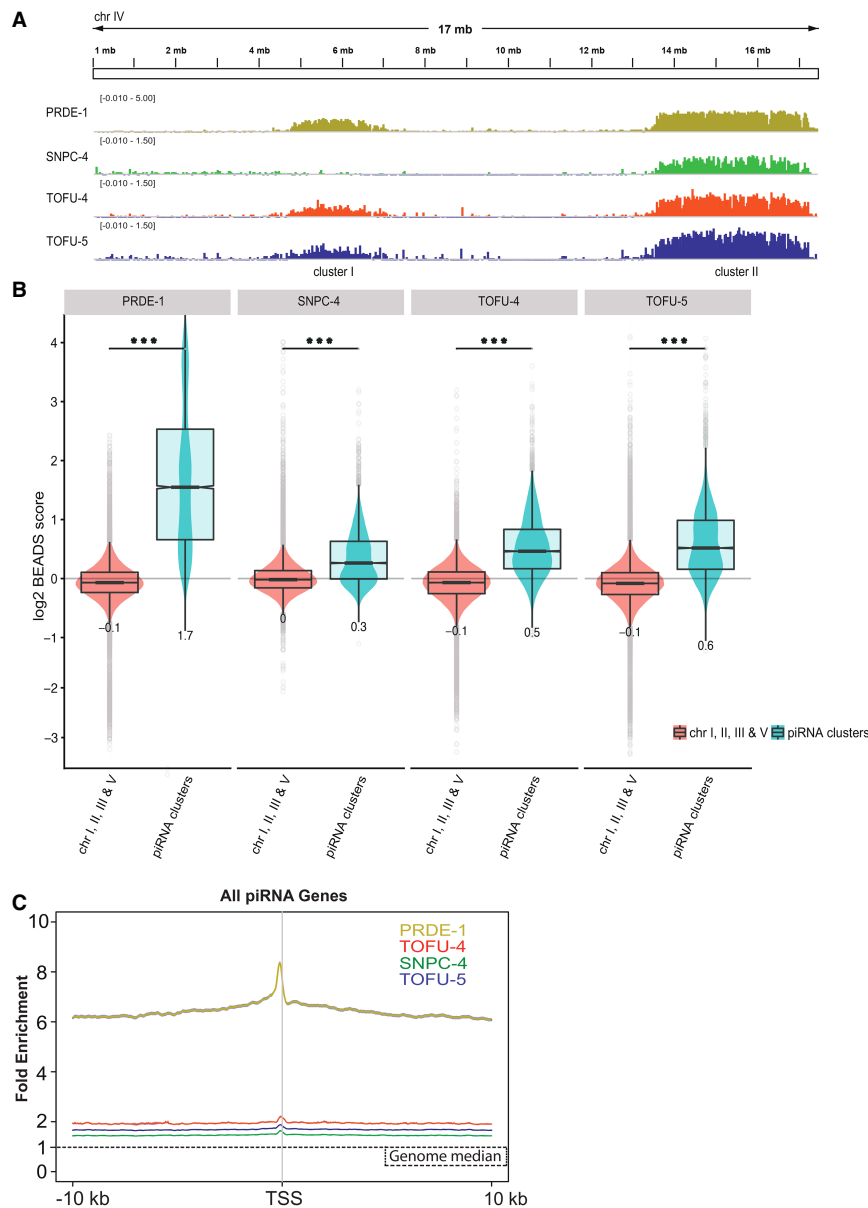 A
chr IV
17 mb
1 mb 2 mb 4 mb 6 mb 8 mb 10 mb 12 mb 14 mb 16 mb
[-0.010 - 5.00]
PRDE-1
[-0.010 - 1.50]
SNPC-4
[-0.010 - 1.50]
TOFU-4
[-0.010 - 1.50]
TOFU-5
cluster I cluster II
B
PRDE-1 SNPC-4 TOFU-4 TOFU-5
*** *** *** ***
log2 BEADS score
4
3
2
1
0
−1
−2
−3
−0.1 1.7 0 0.3 −0.1 0.5 −0.1 0.6
chr I, II, III & V piRNA clusters
chr I, II, III & V piRNA clusters chr I, II, III & V piRNA clusters chr I, II, III & V piRNA clusters chr I, II, III & V piRNA clusters
C
All piRNA Genes
Fold Enrichment
10
8
6
4
2
1
0
PRDE-1
TOFU-4
SNPC-4
TOFU-5
Genome median
-10 kb TSS 10 kb